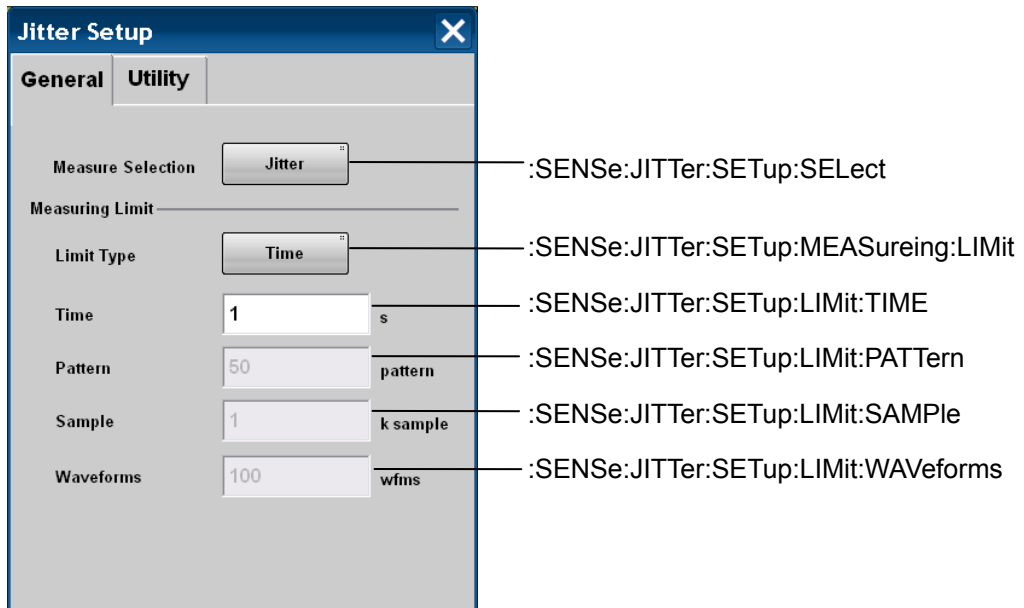 Jitter Setup
General Utility
Measure Selection Jitter :SENSe:JITTer:SETup:SELect
Measuring Limit
Limit Type Time :SENSe:JITTer:SETup:MEASureing:LIMit
Time 1 s :SENSe:JITTer:SETup:LIMit:TIME
Pattern 50 pattern :SENSe:JITTer:SETup:LIMit:PATTern
Sample 1 k sample :SENSe:JITTer:SETup:LIMit:SAMPle
Waveforms 100 wfms :SENSe:JITTer:SETup:LIMit:WAVeforms